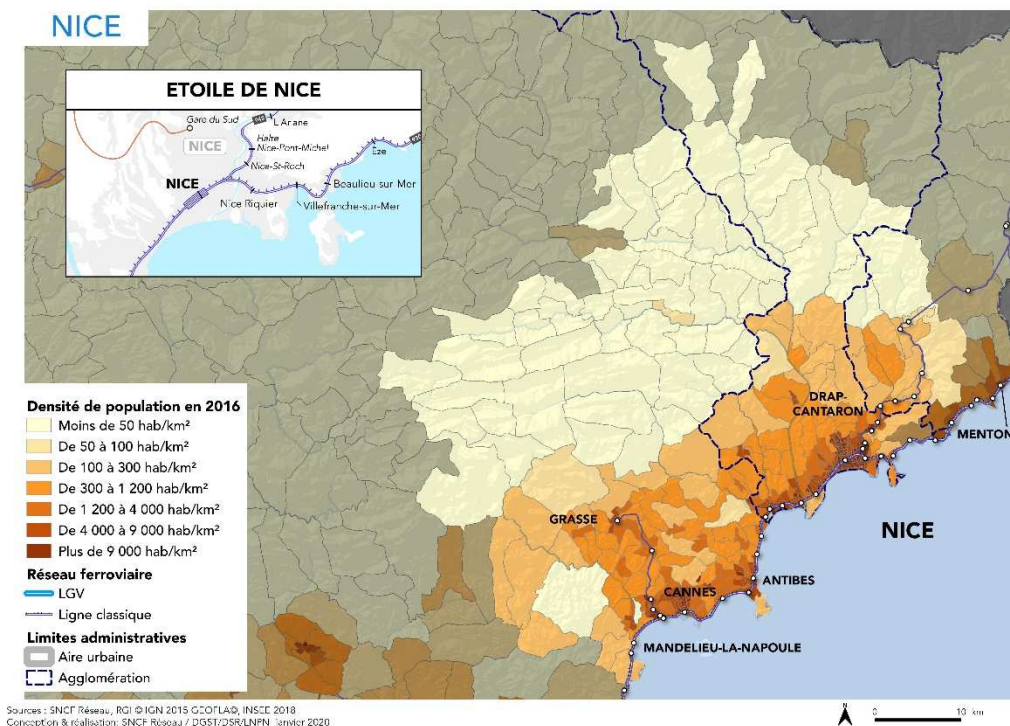 NICE
ETOILE DE NICE
Gare du Sud
L'Ariane
NICE
Halte
Nice-Pont-Michel
Nice-St-Roch
Eze
NICE
Beaulieu-sur-Mer
Nice Riquier
Villefranche-sur-Mer
Densité de population en 2016
Moins de 50 hab/km²
De 50 à 100 hab/km²
De 100 à 300 hab/km²
De 300 à 1 200 hab/km²
De 1 200 à 4 000 hab/km²
De 4 000 à 9 000 hab/km²
Plus de 9 000 hab/km²
Réseau ferroviaire
LGV
Ligne classique
Limites administratives
Aire urbaine
Agglomération
DRAP-
CANTARON
MENTON
GRASSE
NICE
ANTIBES
CANNES
MANDELIEU-LA-NAPOULE
Sources : SNCF Réseau, RGI © IGN 2015 GEOFLA©, INSEE 2018
Conception & réalisation: SNCF Réseau / DGST/DSR/LNPN Janvier 2020
N
0 10 km